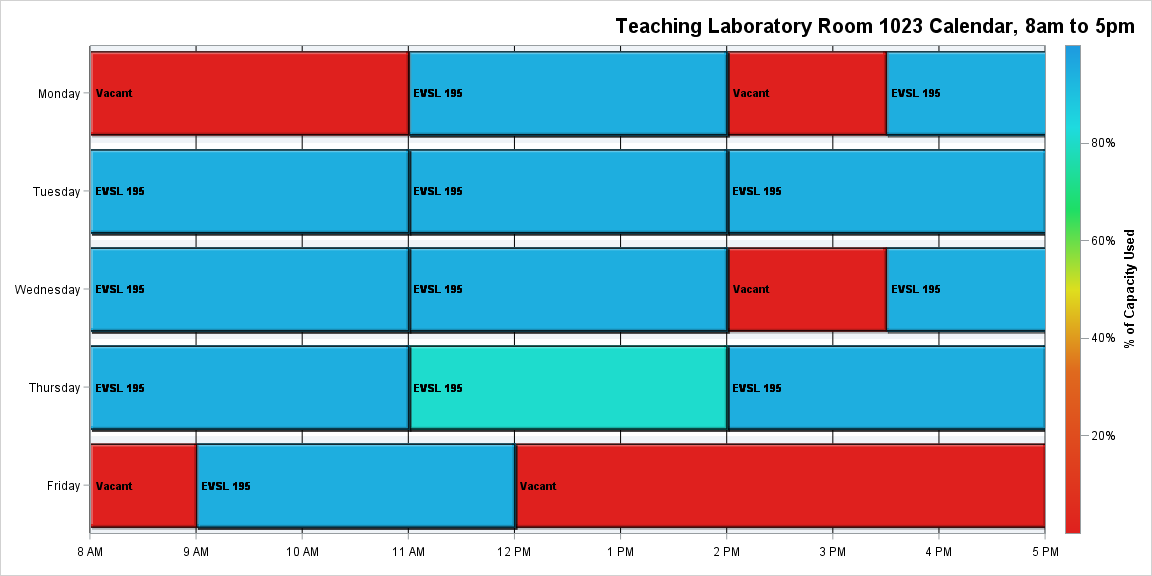 Teaching Laboratory Room 1023 Calendar, 8am to 5pm
Monday
Vacant
EVSL 195
Vacant
EVSL 195
Tuesday
EVSL 195
EVSL 195
EVSL 195
Wednesday
EVSL 195
EVSL 195
Vacant
EVSL 195
Thursday
EVSL 195
EVSL 195
EVSL 195
Friday
Vacant
EVSL 195
Vacant
8 AM
9 AM
10 AM
11 AM
12 PM
1 PM
2 PM
3 PM
4 PM
5 PM
80%
60%
40%
20%
% of Capacity Used